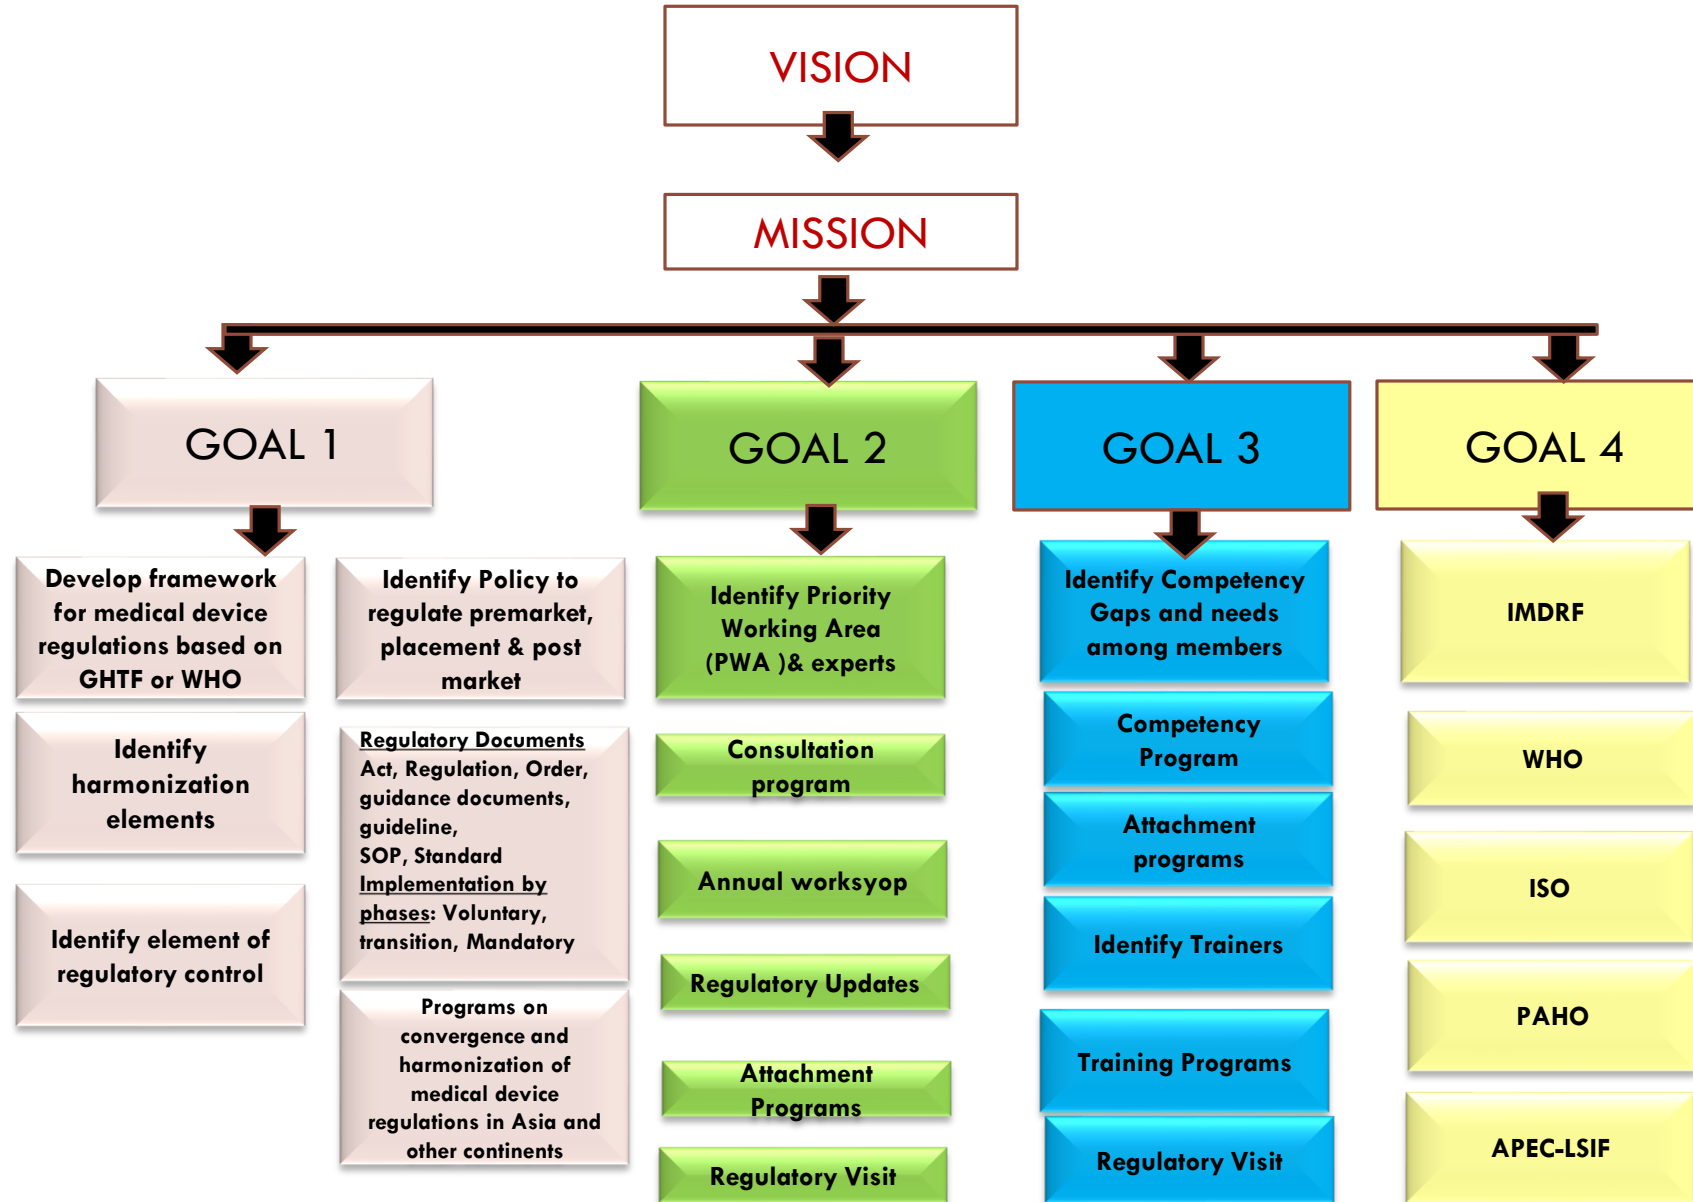 VISION
MISSION
GOAL 1
GOAL 2
GOAL 3
GOAL 4
Develop framework
for medical device
regulations based on
GHTF or WHO
Identify
harmonization
elements
Identify element of
regulatory control
Identify Policy to
regulate premarket,
placement & post
market
Regulatory Documents
Act, Regulation, Order,
guidance documents,
guideline,
SOP, Standard
Implementation by
phases: Voluntary,
transition, Mandatory
Programs on
convergence and
harmonization of
medical device
regulations in Asia and
other continents
Identify Priority
Working Area
(PWA )& experts
Consultation
program
Annual worksyop
Regulatory Updates
Attachment
Programs
Regulatory Visit
Identify Competency
Gaps and needs
among members
Competency
Program
Attachment
programs
Identify Trainers
Training Programs
Regulatory Visit
IMDRF
WHO
ISO
PAHO
APEC-LSIF